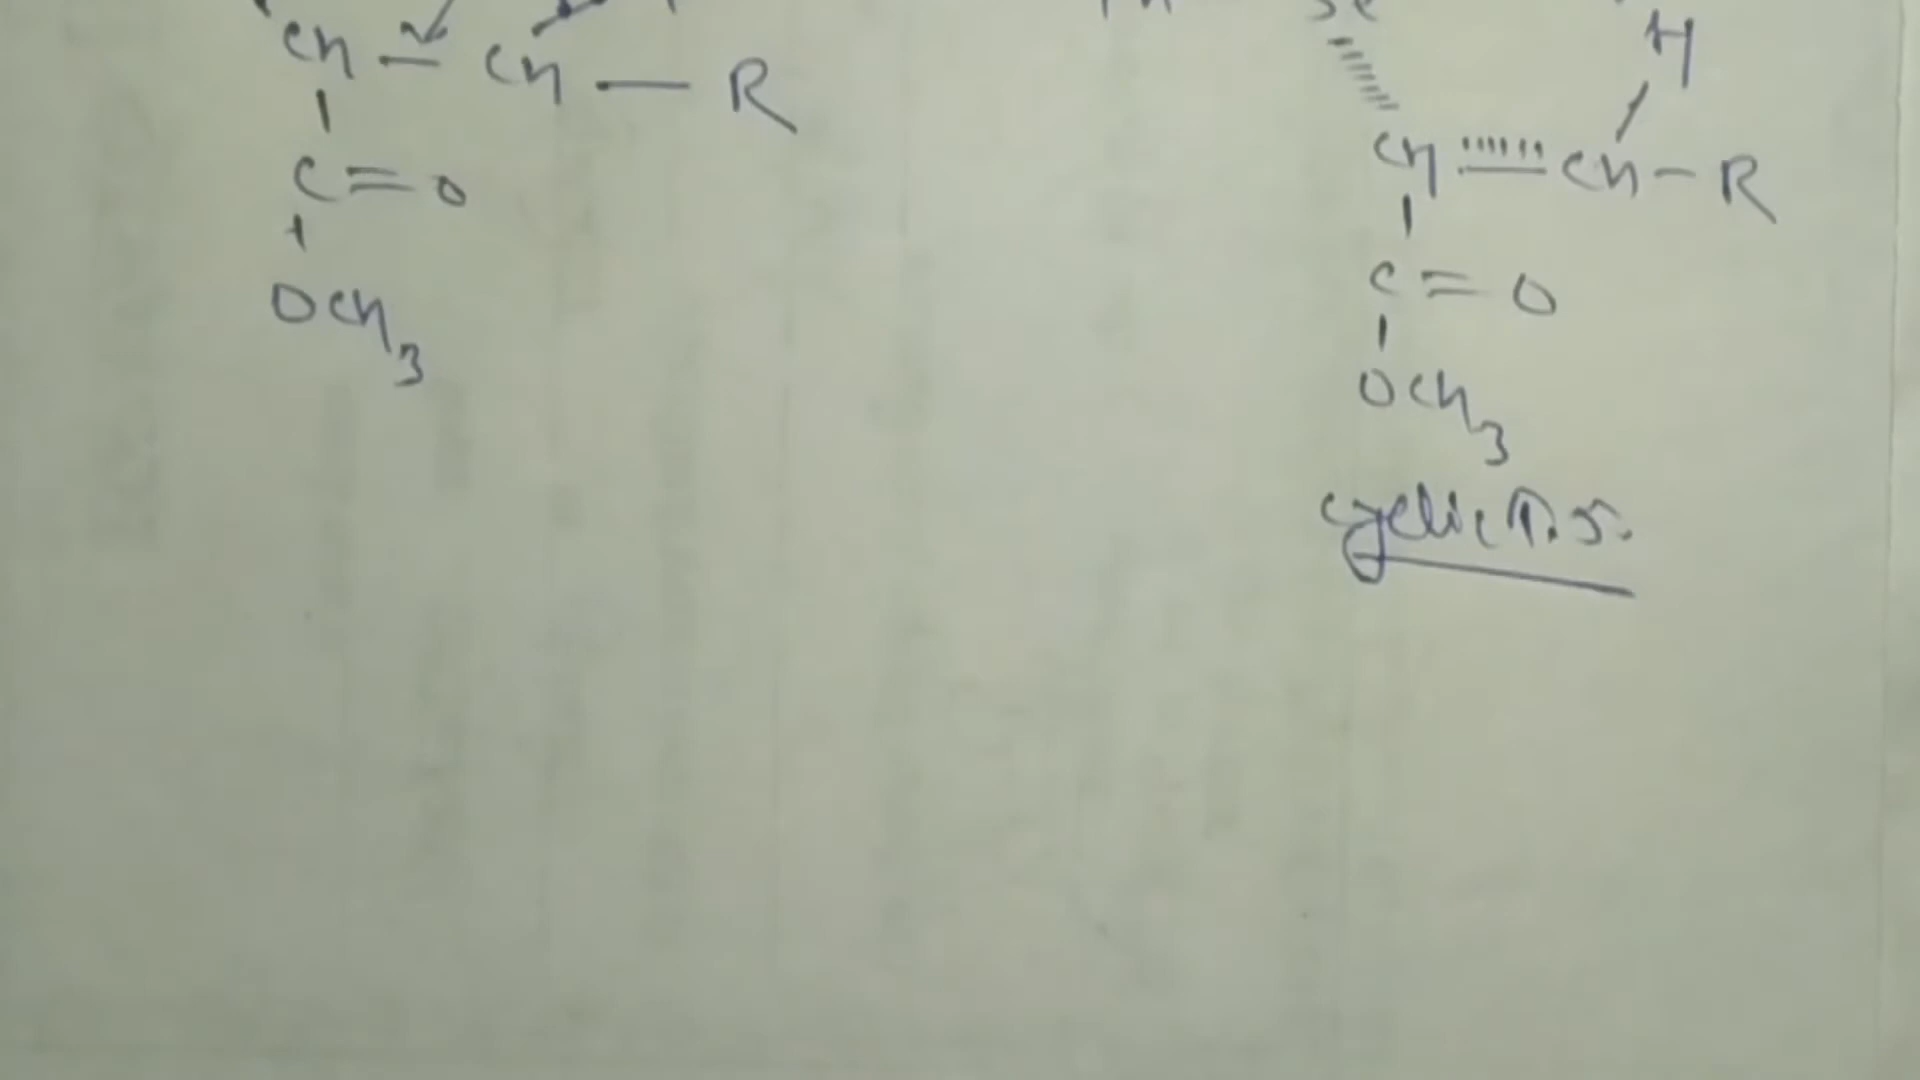 H
CH — CH — R
CH ═ CH — R
C = O
C = O
OCH3
OCH3
cyclic T.S.